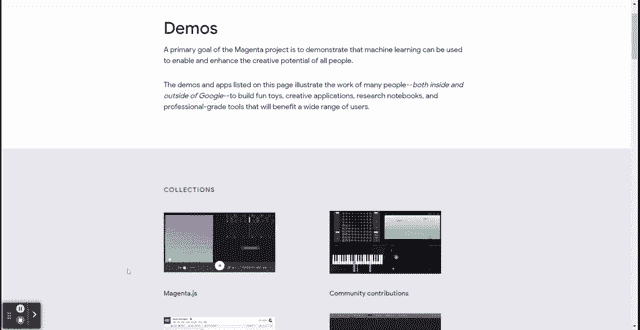 Demos
A primary goal of the Magenta project is to demonstrate that machine learning can be used
to enable and enhance the creative potential of all people.
The demos and apps listed on this page illustrate the work of many people--both inside and
outside of Google--to build fun toys, creative applications, research notebooks, and
professional-grade tools that will benefit a wide range of users.
COLLECTIONS
Magenta.js
Community contributions